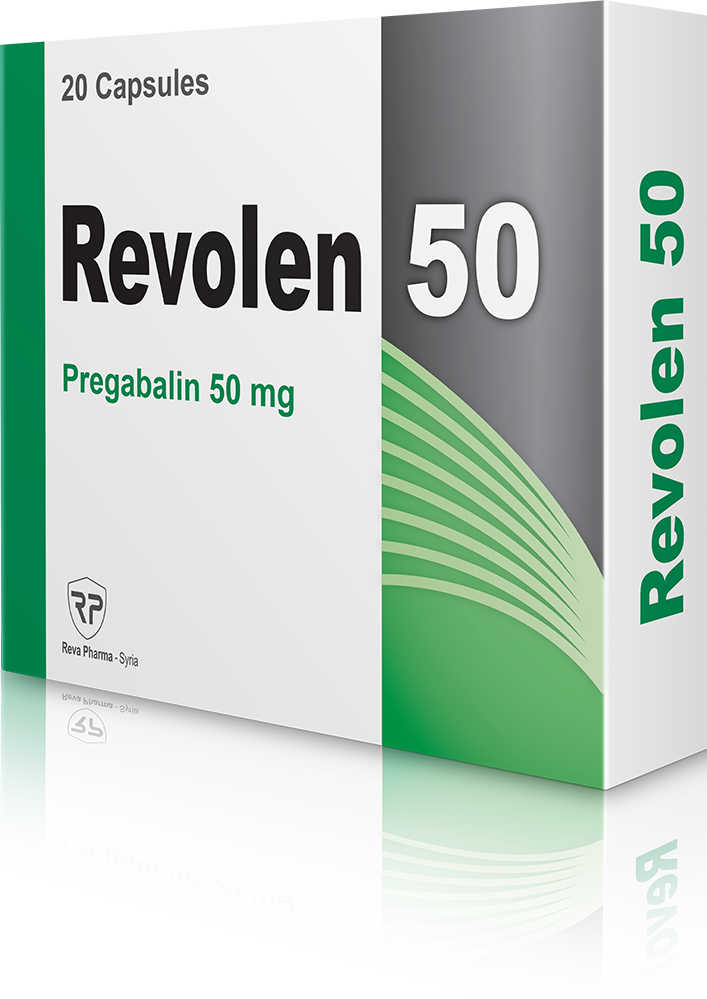 20 Capsules
Revolen 50
Pregabalin 50 mg
RP
Reva Pharma - Syria
Revolen 50